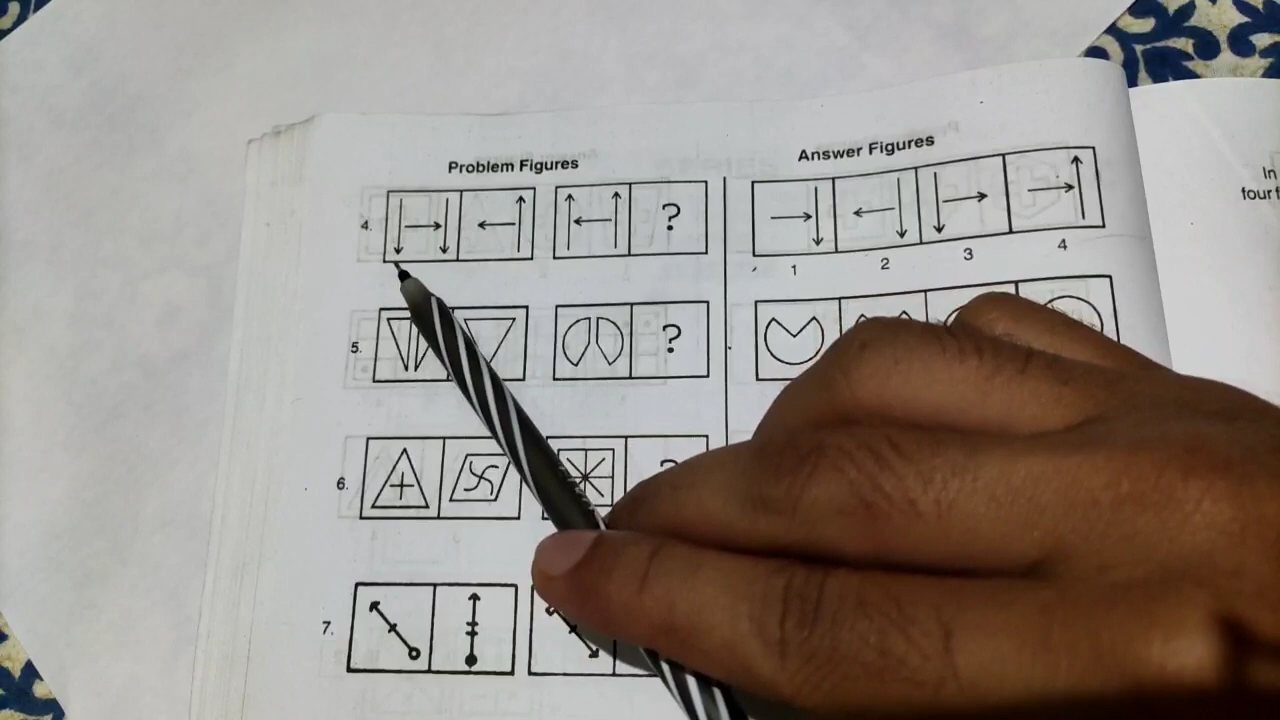 Problem Figures
Answer Figures
In
four f
4.
?
1
2
3
4
5.
?
6.
7.